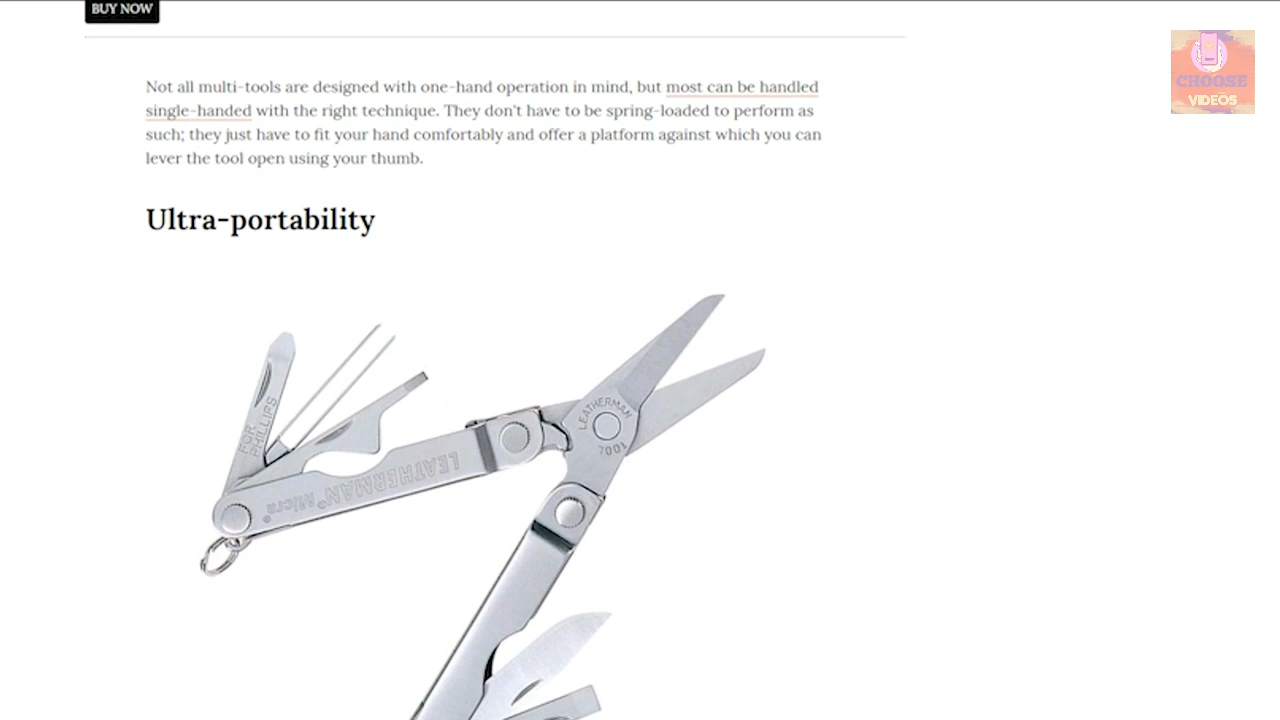 BUY NOW
CHOOSE
VIDEOS
Not all multi-tools are designed with one-hand operation in mind, but most can be handled
single-handed with the right technique. They don't have to be spring-loaded to perform as
such; they just have to fit your hand comfortably and offer a platform against which you can
lever the tool open using your thumb.
Ultra-portability
LEATHERMAN
TOOL
FOR
PHILLIPS
LEATHERMAN® Micra®